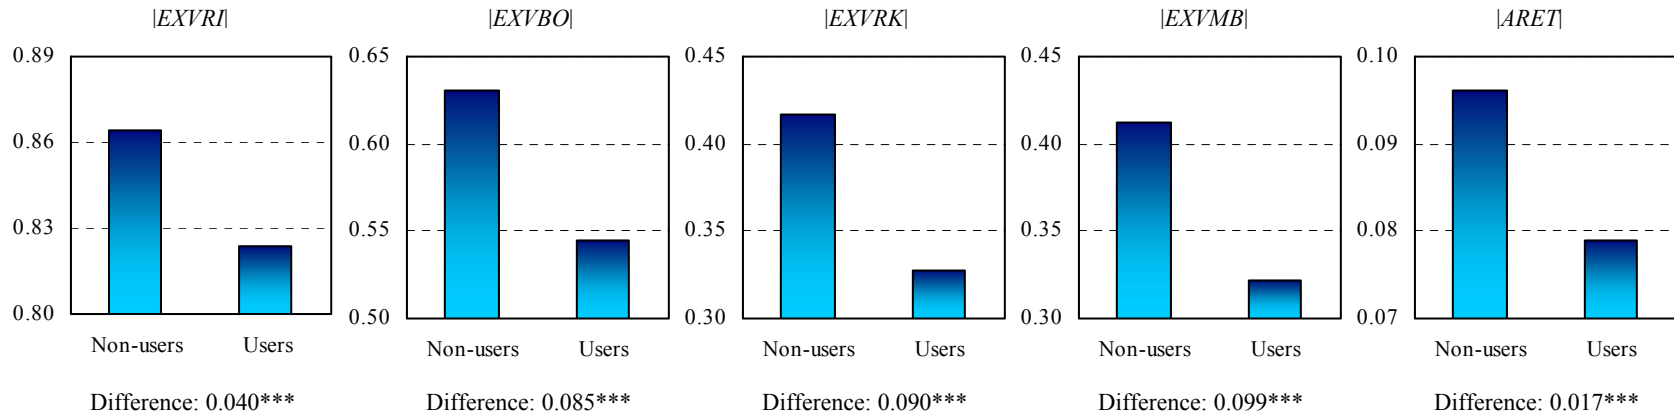 |EXVRI|
0.89
0.86
0.83
0.80
Non-users Users
Difference: 0.040***
|EXVBO|
0.65
0.60
0.55
0.50
Non-users Users
Difference: 0.085***
|EXVRK|
0.45
0.40
0.35
0.30
Non-users Users
Difference: 0.090***
|EXVMB|
0.45
0.40
0.35
0.30
Non-users Users
Difference: 0.099***
|ARET|
0.10
0.09
0.08
0.07
Non-users Users
Difference: 0.017***